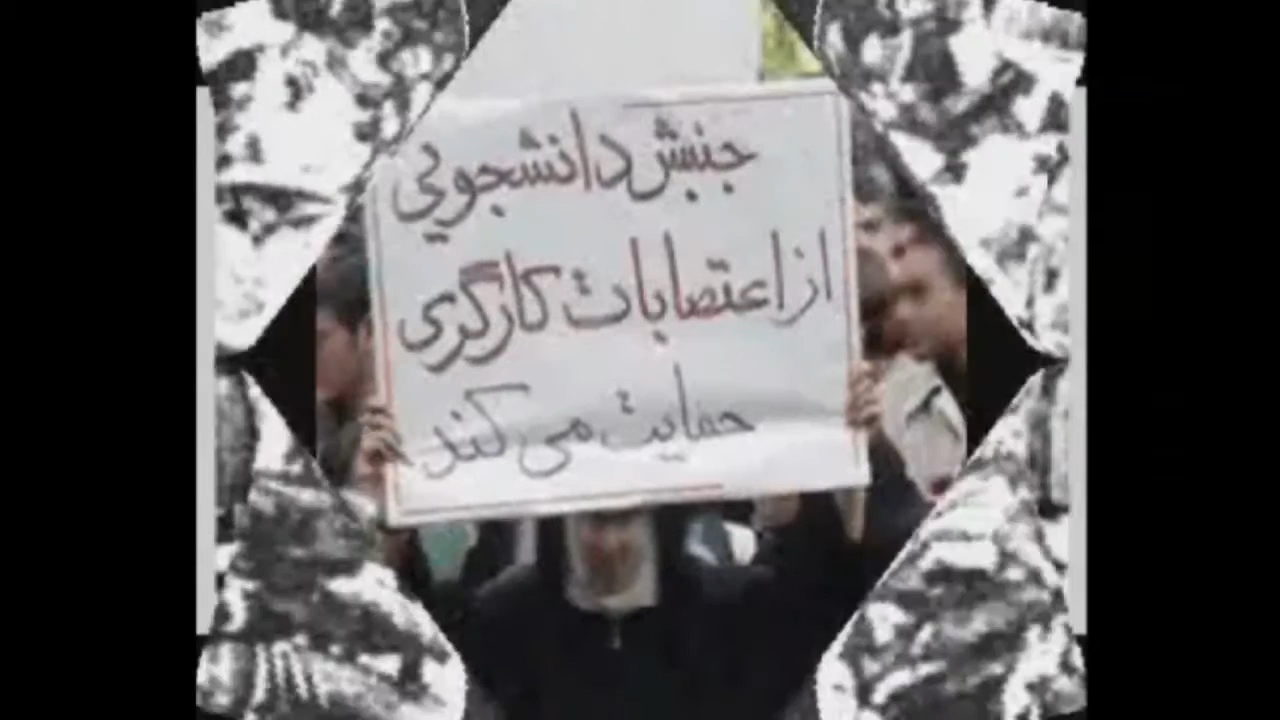 جنبش دانشجویی
از اعتصابات کارگری
حمایت می کند